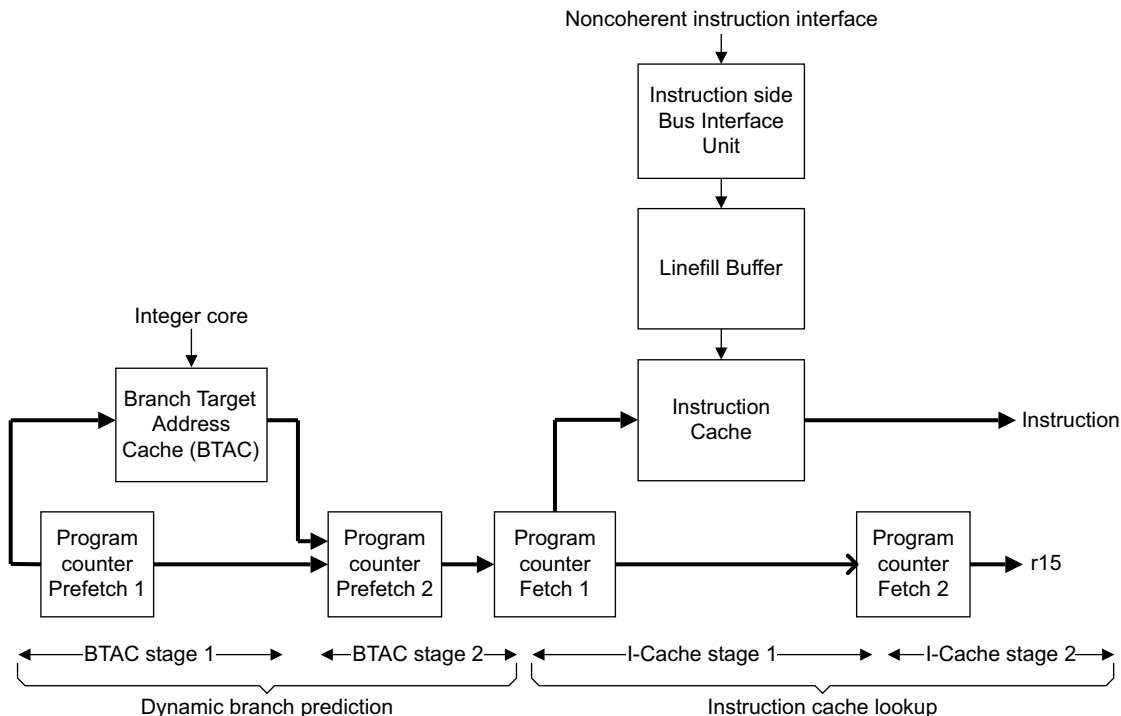 Noncoherent instruction interface
Instruction side
Bus Interface
Unit
Linefill Buffer
Integer core
Branch Target
Address
Cache (BTAC)
Instruction
Cache
Instruction
Program
counter
Prefetch 1
Program
counter
Prefetch 2
Program
counter
Fetch 1
Program
counter
Fetch 2
r15
BTAC stage 1
BTAC stage 2
I-Cache stage 1
I-Cache stage 2
Dynamic branch prediction
Instruction cache lookup